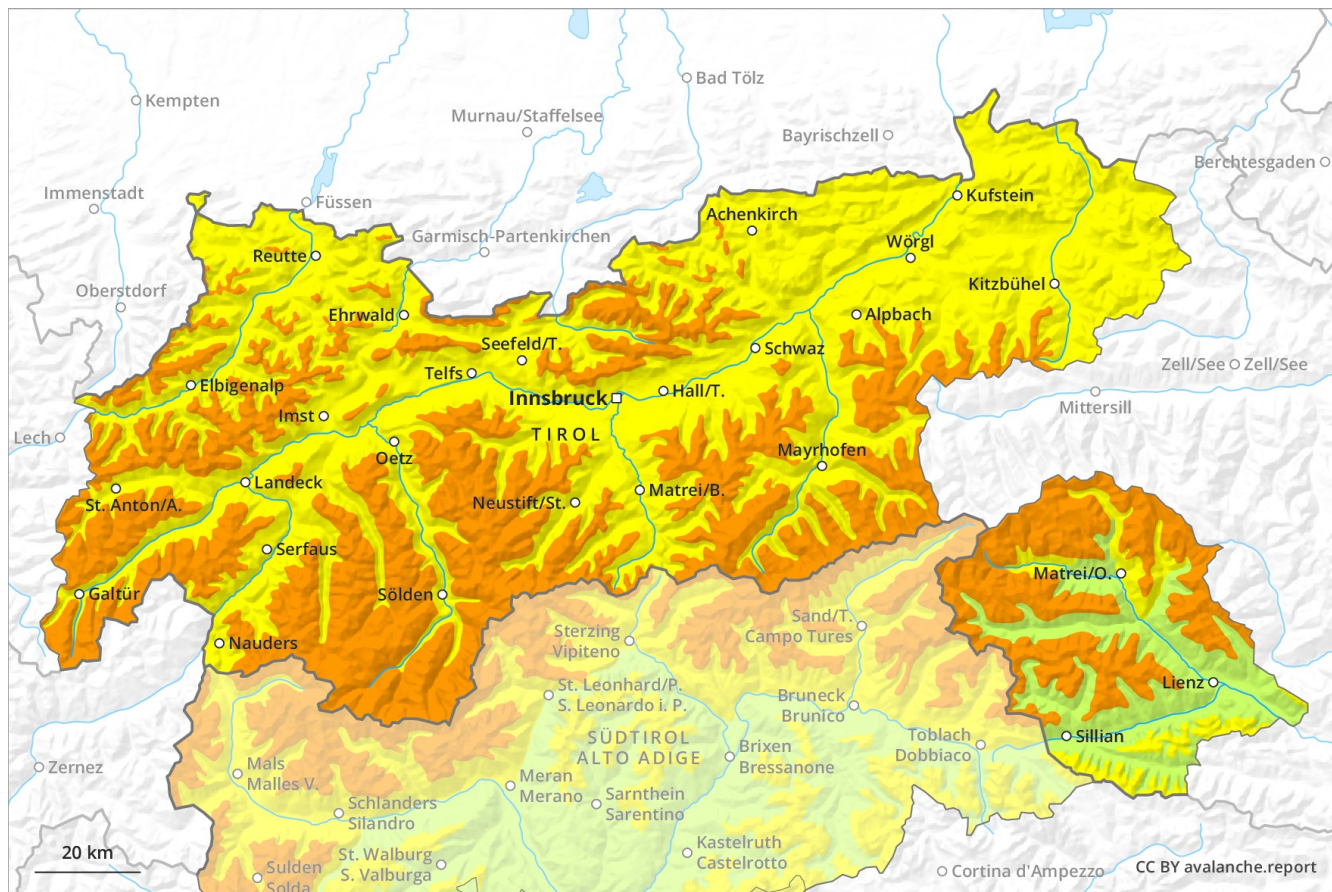 Bad Tölz
Kempten
Murnau/Staffelsee
Bayrischzell
Berchtesgaden
Immenstadt
Füssen
Kufstein
Achenkirch
Garmisch-Partenkirchen
Wörgl
Reutte
Kitzbühel
Oberstdorf
Ehrwald
Alpbach
Seefeld/T.
Schwaz
Zell/See
Zell/See
Telfs
Elbigenalp
Hall/T.
Innsbruck
Mittersill
Imst
TIROL
Lech
Oetz
Mayrhofen
Landeck
Matrei/B.
St. Anton/A.
Neustift/St.
Serfaus
Matrei/O.
Galtür
Sölden
Sand/T.
Campo Tures
Sterzing
Vipiteno
Nauders
St. Leonhard/P.
S. Leonardo i. P.
Bruneck
Brunico
Lienz
SÜDTIROL
ALTO ADIGE
Toblach
Dobbiaco
Sillian
Brixen
Bressanone
Zernez
Mals
Malles V.
Meran
Merano
Sarnthein
Sarentino
Schlanders
Silandro
20 km
St. Walburg
S. Valburga
Kastelruth
Castelrotto
Sulden
Solda
Cortina d'Ampezzo
CC BY avalanche.report